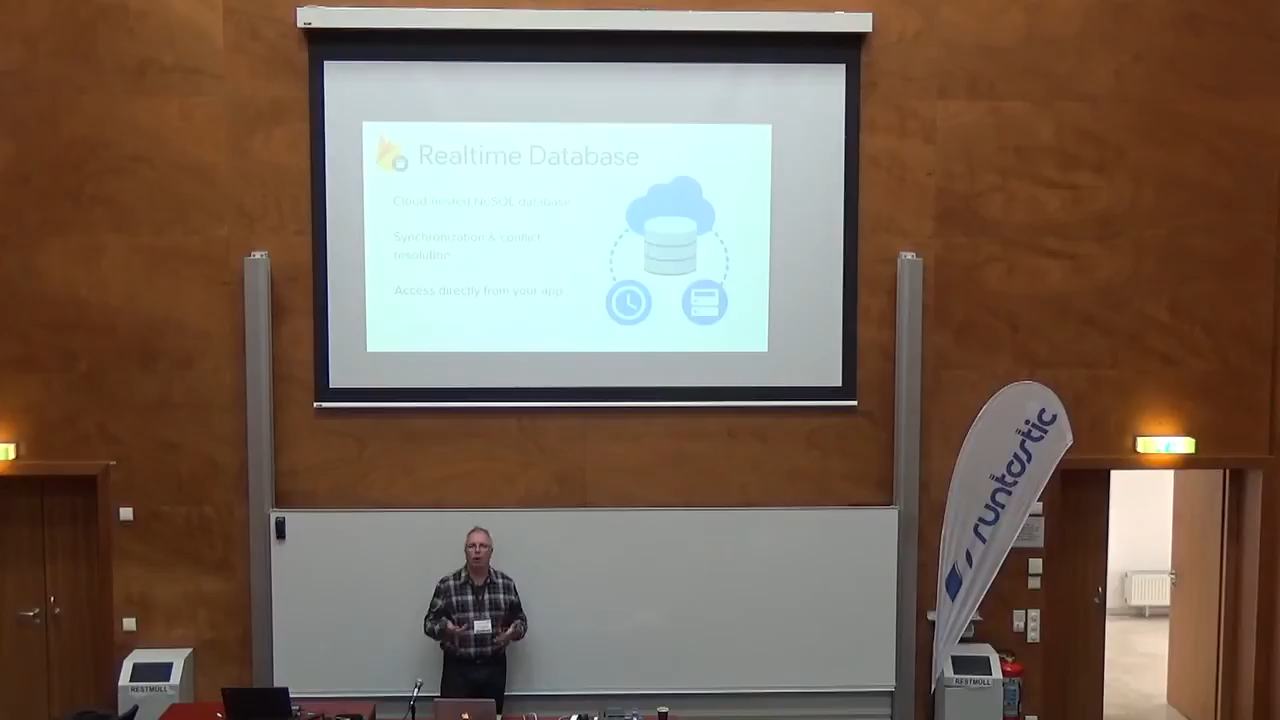 Realtime Database
Cloud-hosted NoSQL database
Synchronization & conflict
resolution
Access directly from your app
runtastic
RESTMÜLL
RESTMÜLL